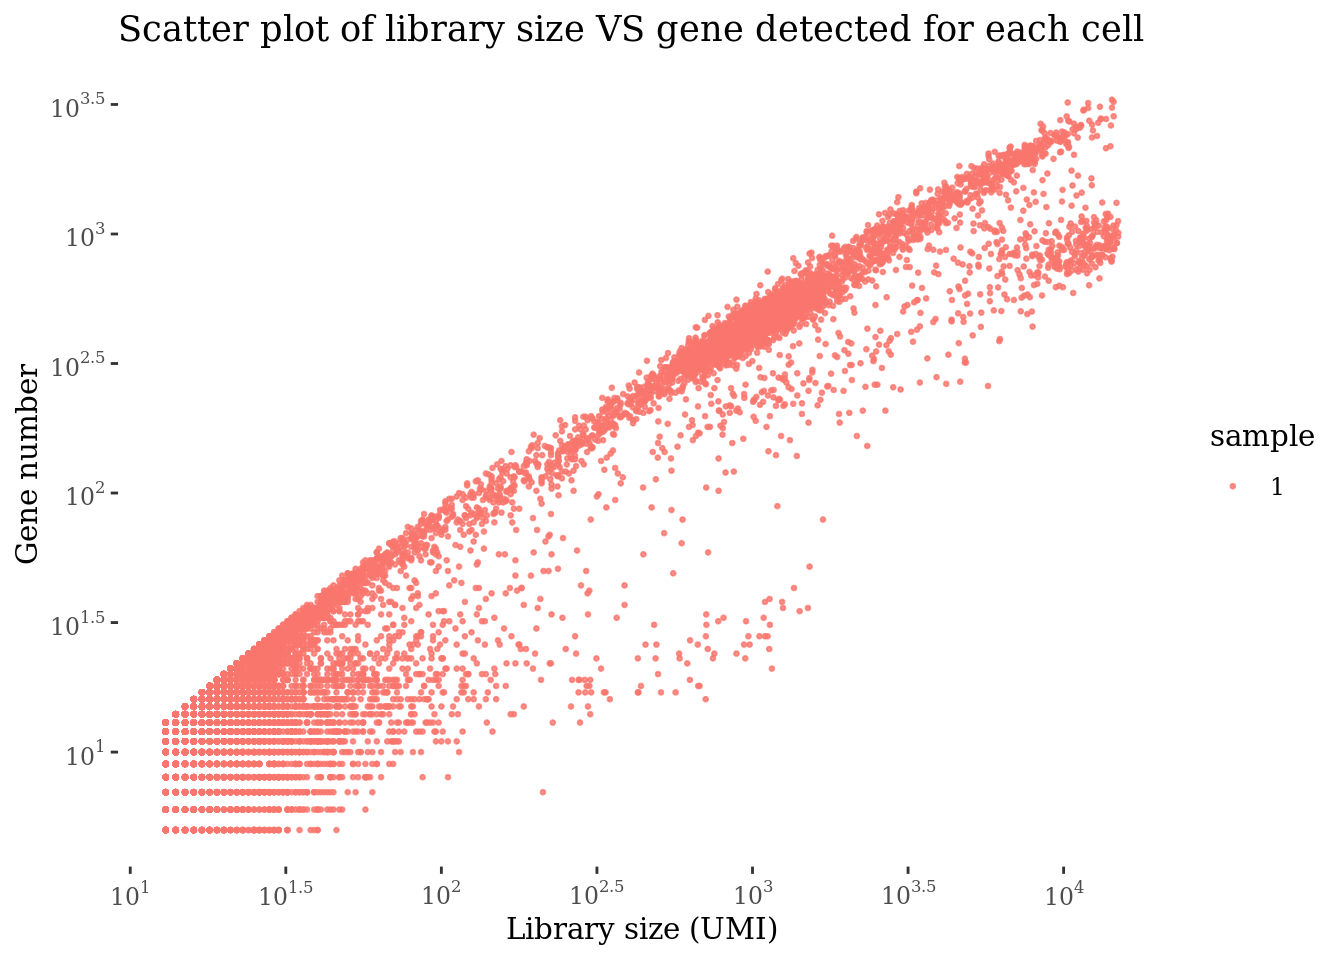 Scatter plot of library size VS gene detected for each cell
Gene number
10^3.5
10^3
10^2.5
10^2
10^1.5
10^1
10^1 10^1.5 10^2 10^2.5 10^3 10^3.5 10^4
Library size (UMI)
sample
1